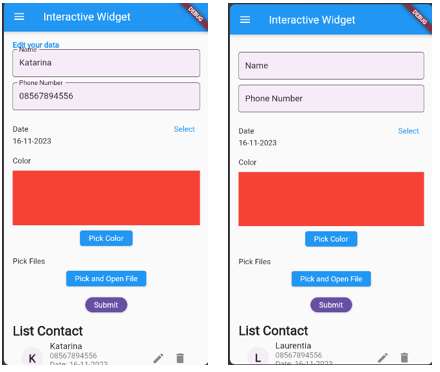 Interactive Widget
DEBUG
Edit your data
Name
Katarina
Phone Number
08567894556
Date
Select
16-11-2023
Color
Pick Color
Pick Files
Pick and Open File
Submit
List Contact
K
Katarina
08567894556
Date: 16-11-2023
Interactive Widget
DEBUG
Name
Phone Number
Date
Select
16-11-2023
Color
Pick Color
Pick Files
Pick and Open File
Submit
List Contact
L
Laurentia
08567894556
Date: 16-11-2023